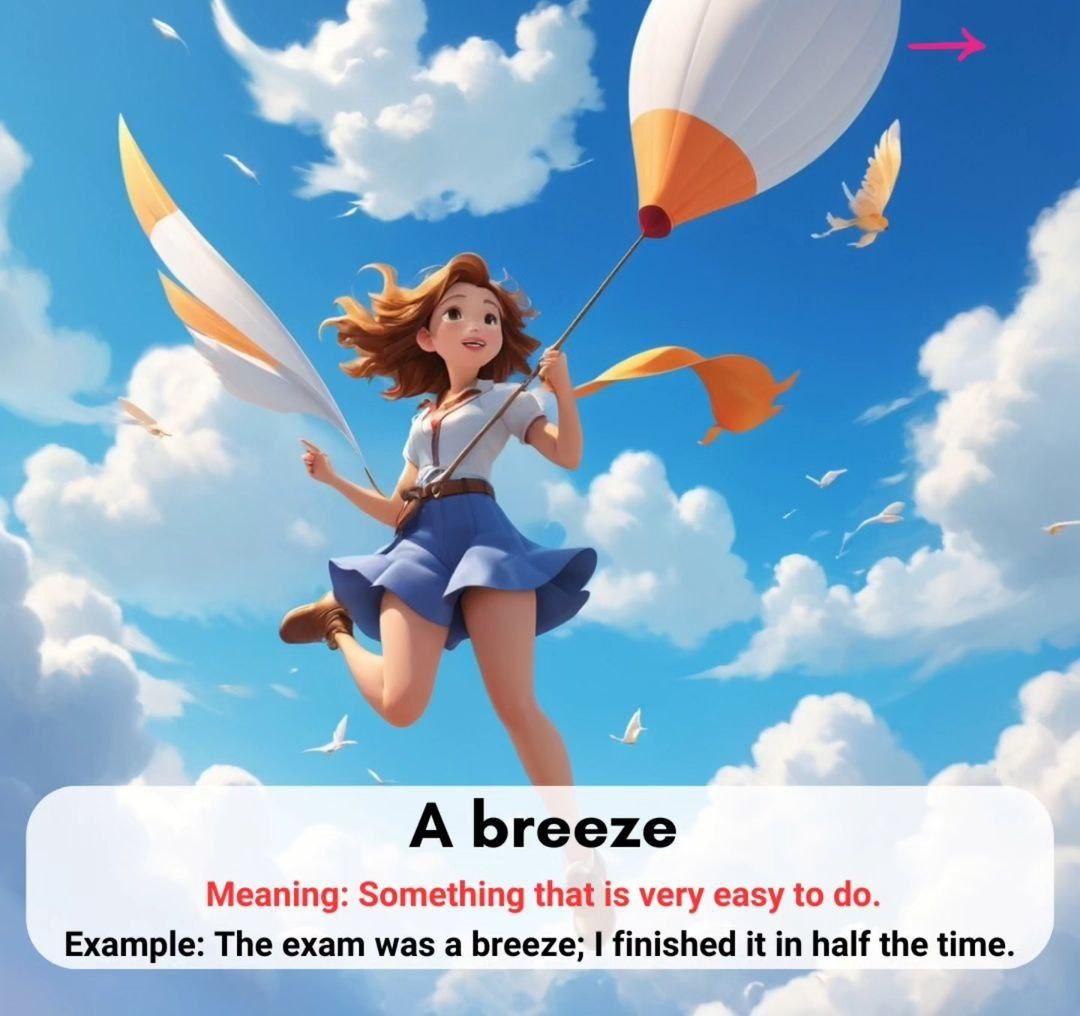 A breeze
Meaning: Something that is very easy to do.
Example: The exam was a breeze; I finished it in half the time.